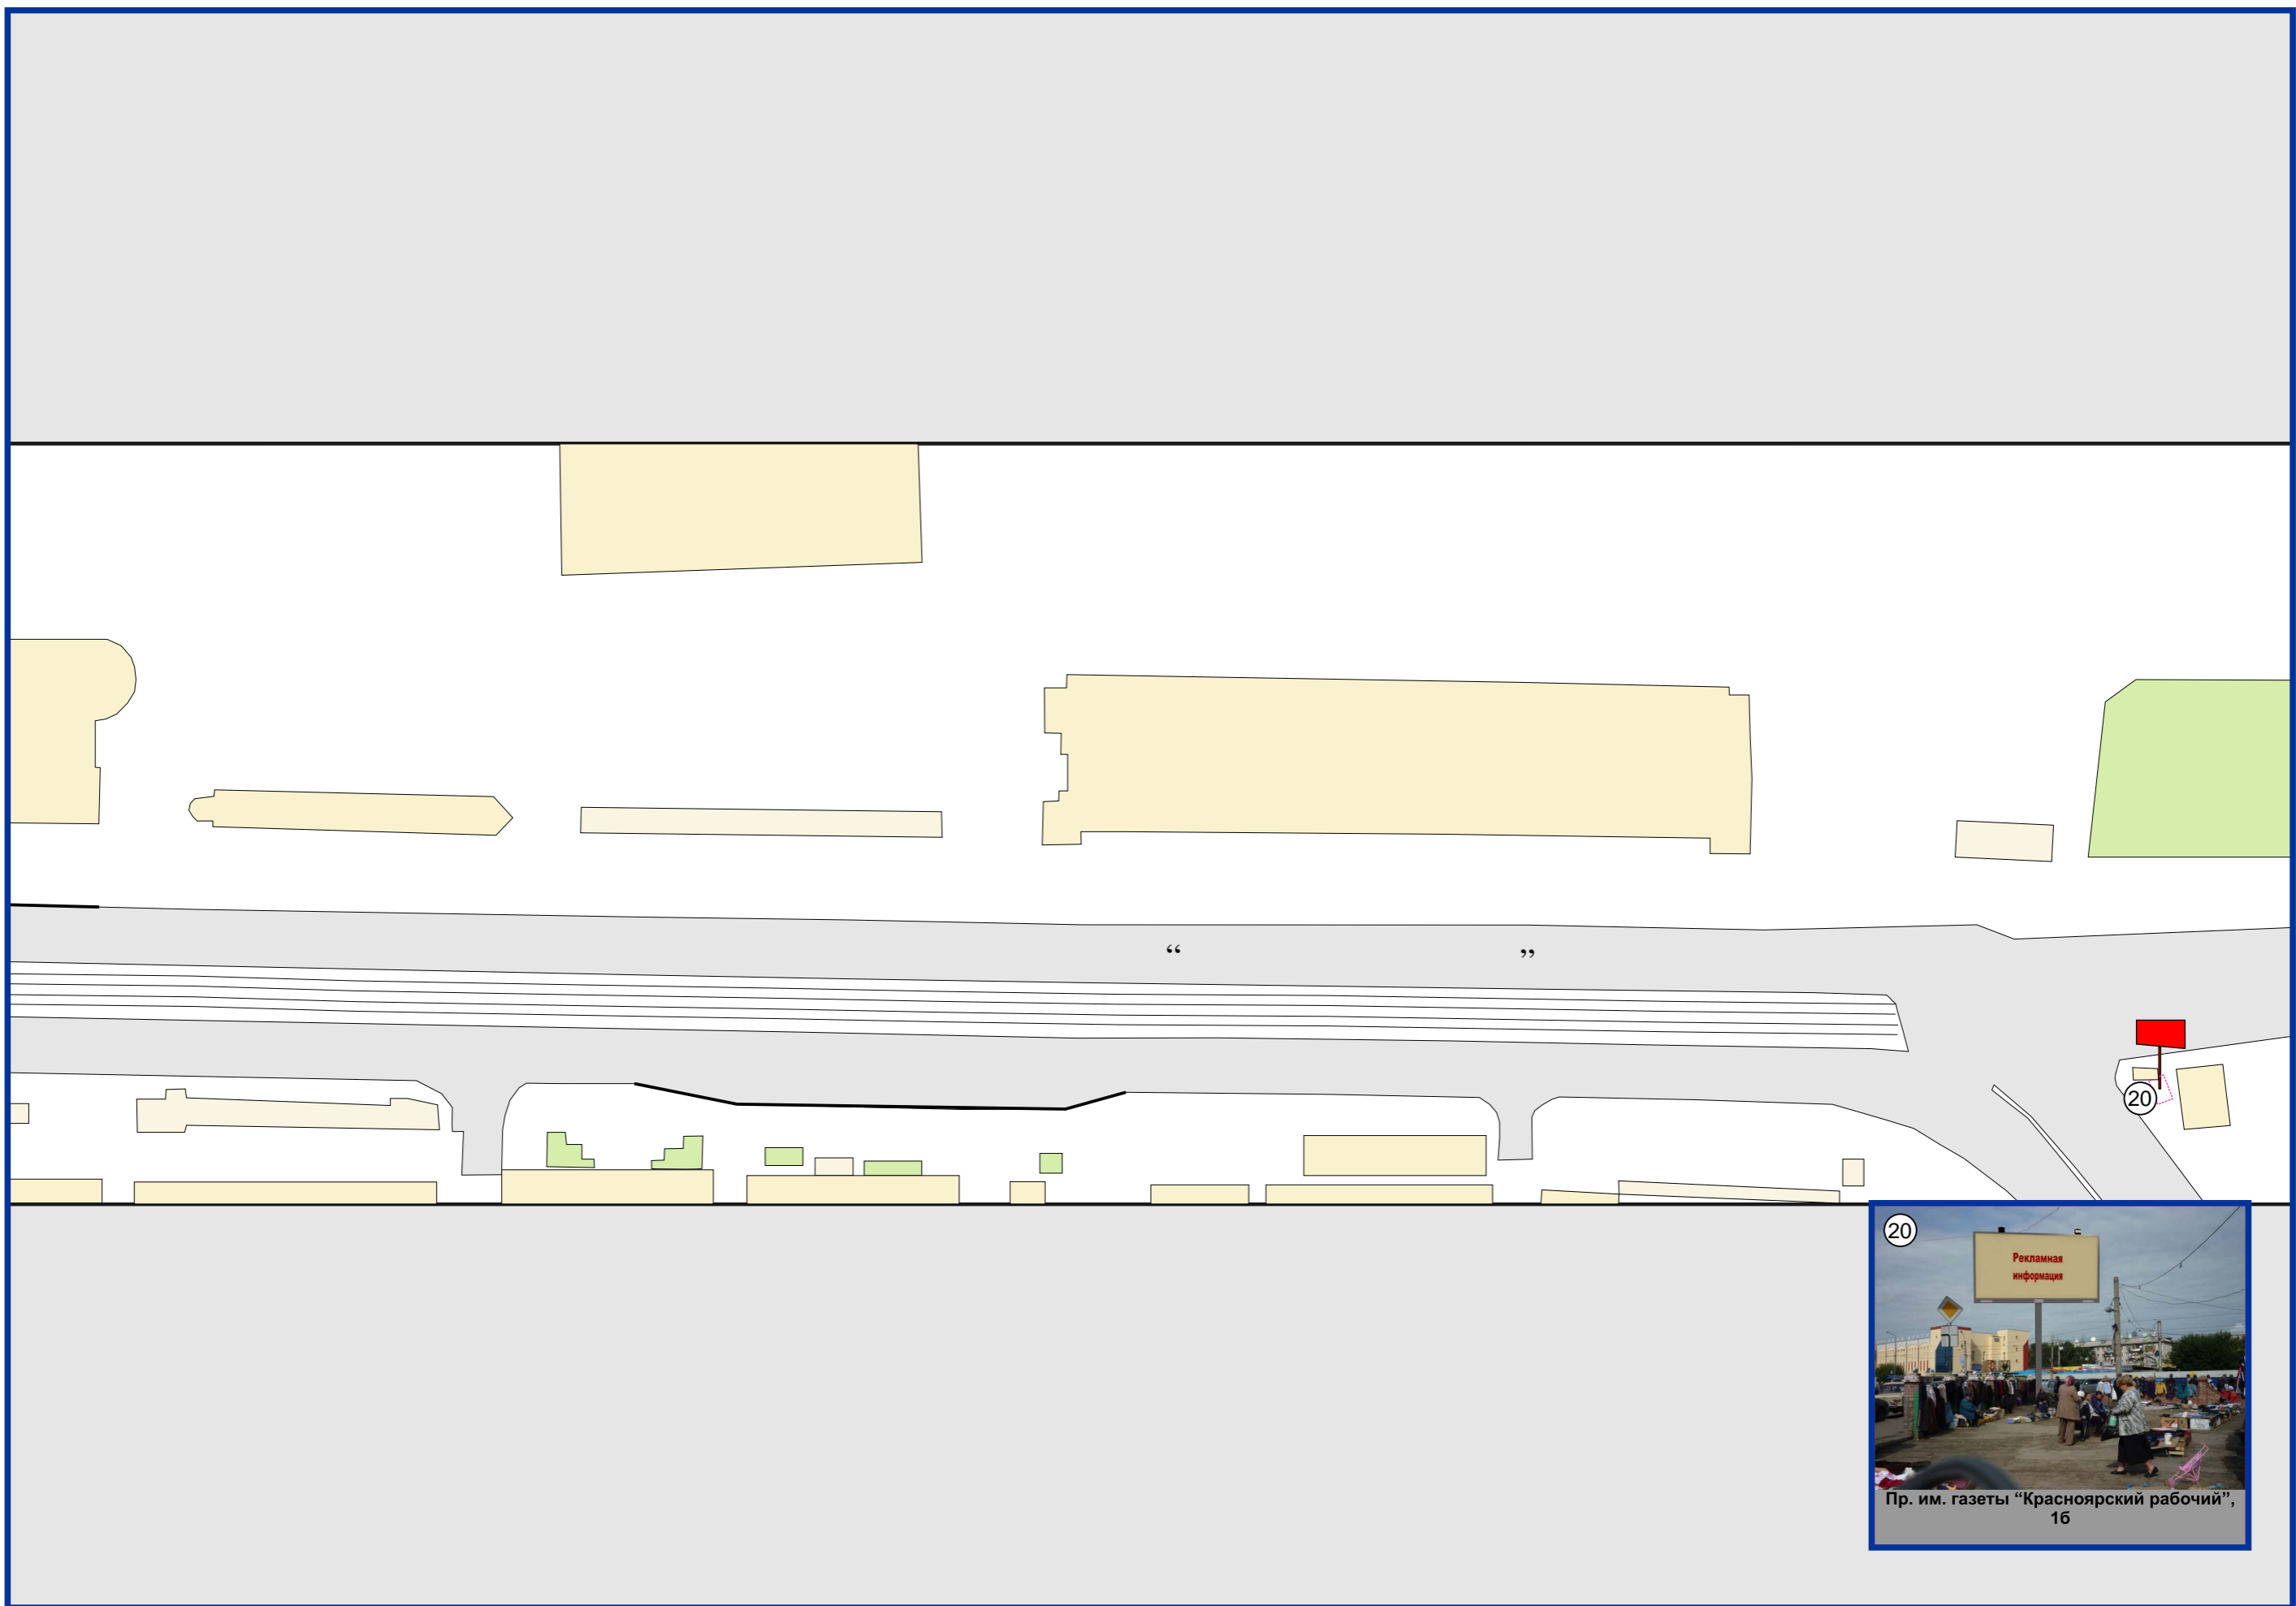 “ ”
20
20
Рекламная
информация
Пр. им. газеты “Красноярский рабочий”,
1б